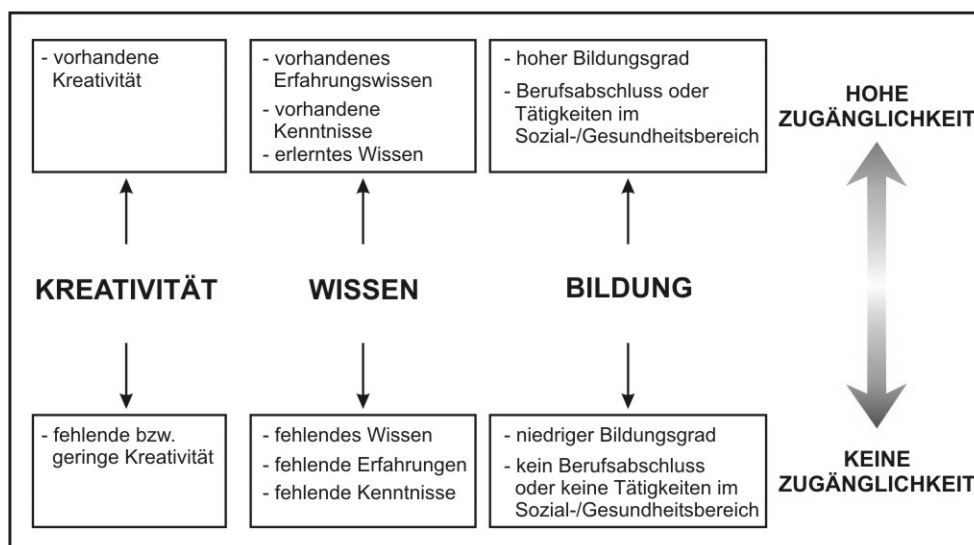 - vorhandene
Kreativität
- vorhandenes
Erfahrungswissen
- vorhandene
Kenntnisse
- erlerntes Wissen
- hoher Bildungsgrad
- Berufsabschluss oder
Tätigkeiten im
Sozial-/Gesundheitsbereich
HOHE
ZUGÄNGLICHKEIT
KREATIVITÄT
WISSEN
BILDUNG
- fehlende bzw.
geringe Kreativität
- fehlendes Wissen
- fehlende Erfahrungen
- fehlende Kenntnisse
- niedriger Bildungsgrad
- kein Berufsabschluss
oder keine Tätigkeiten im
Sozial-/Gesundheitsbereich
KEINE
ZUGÄNGLICHKEIT